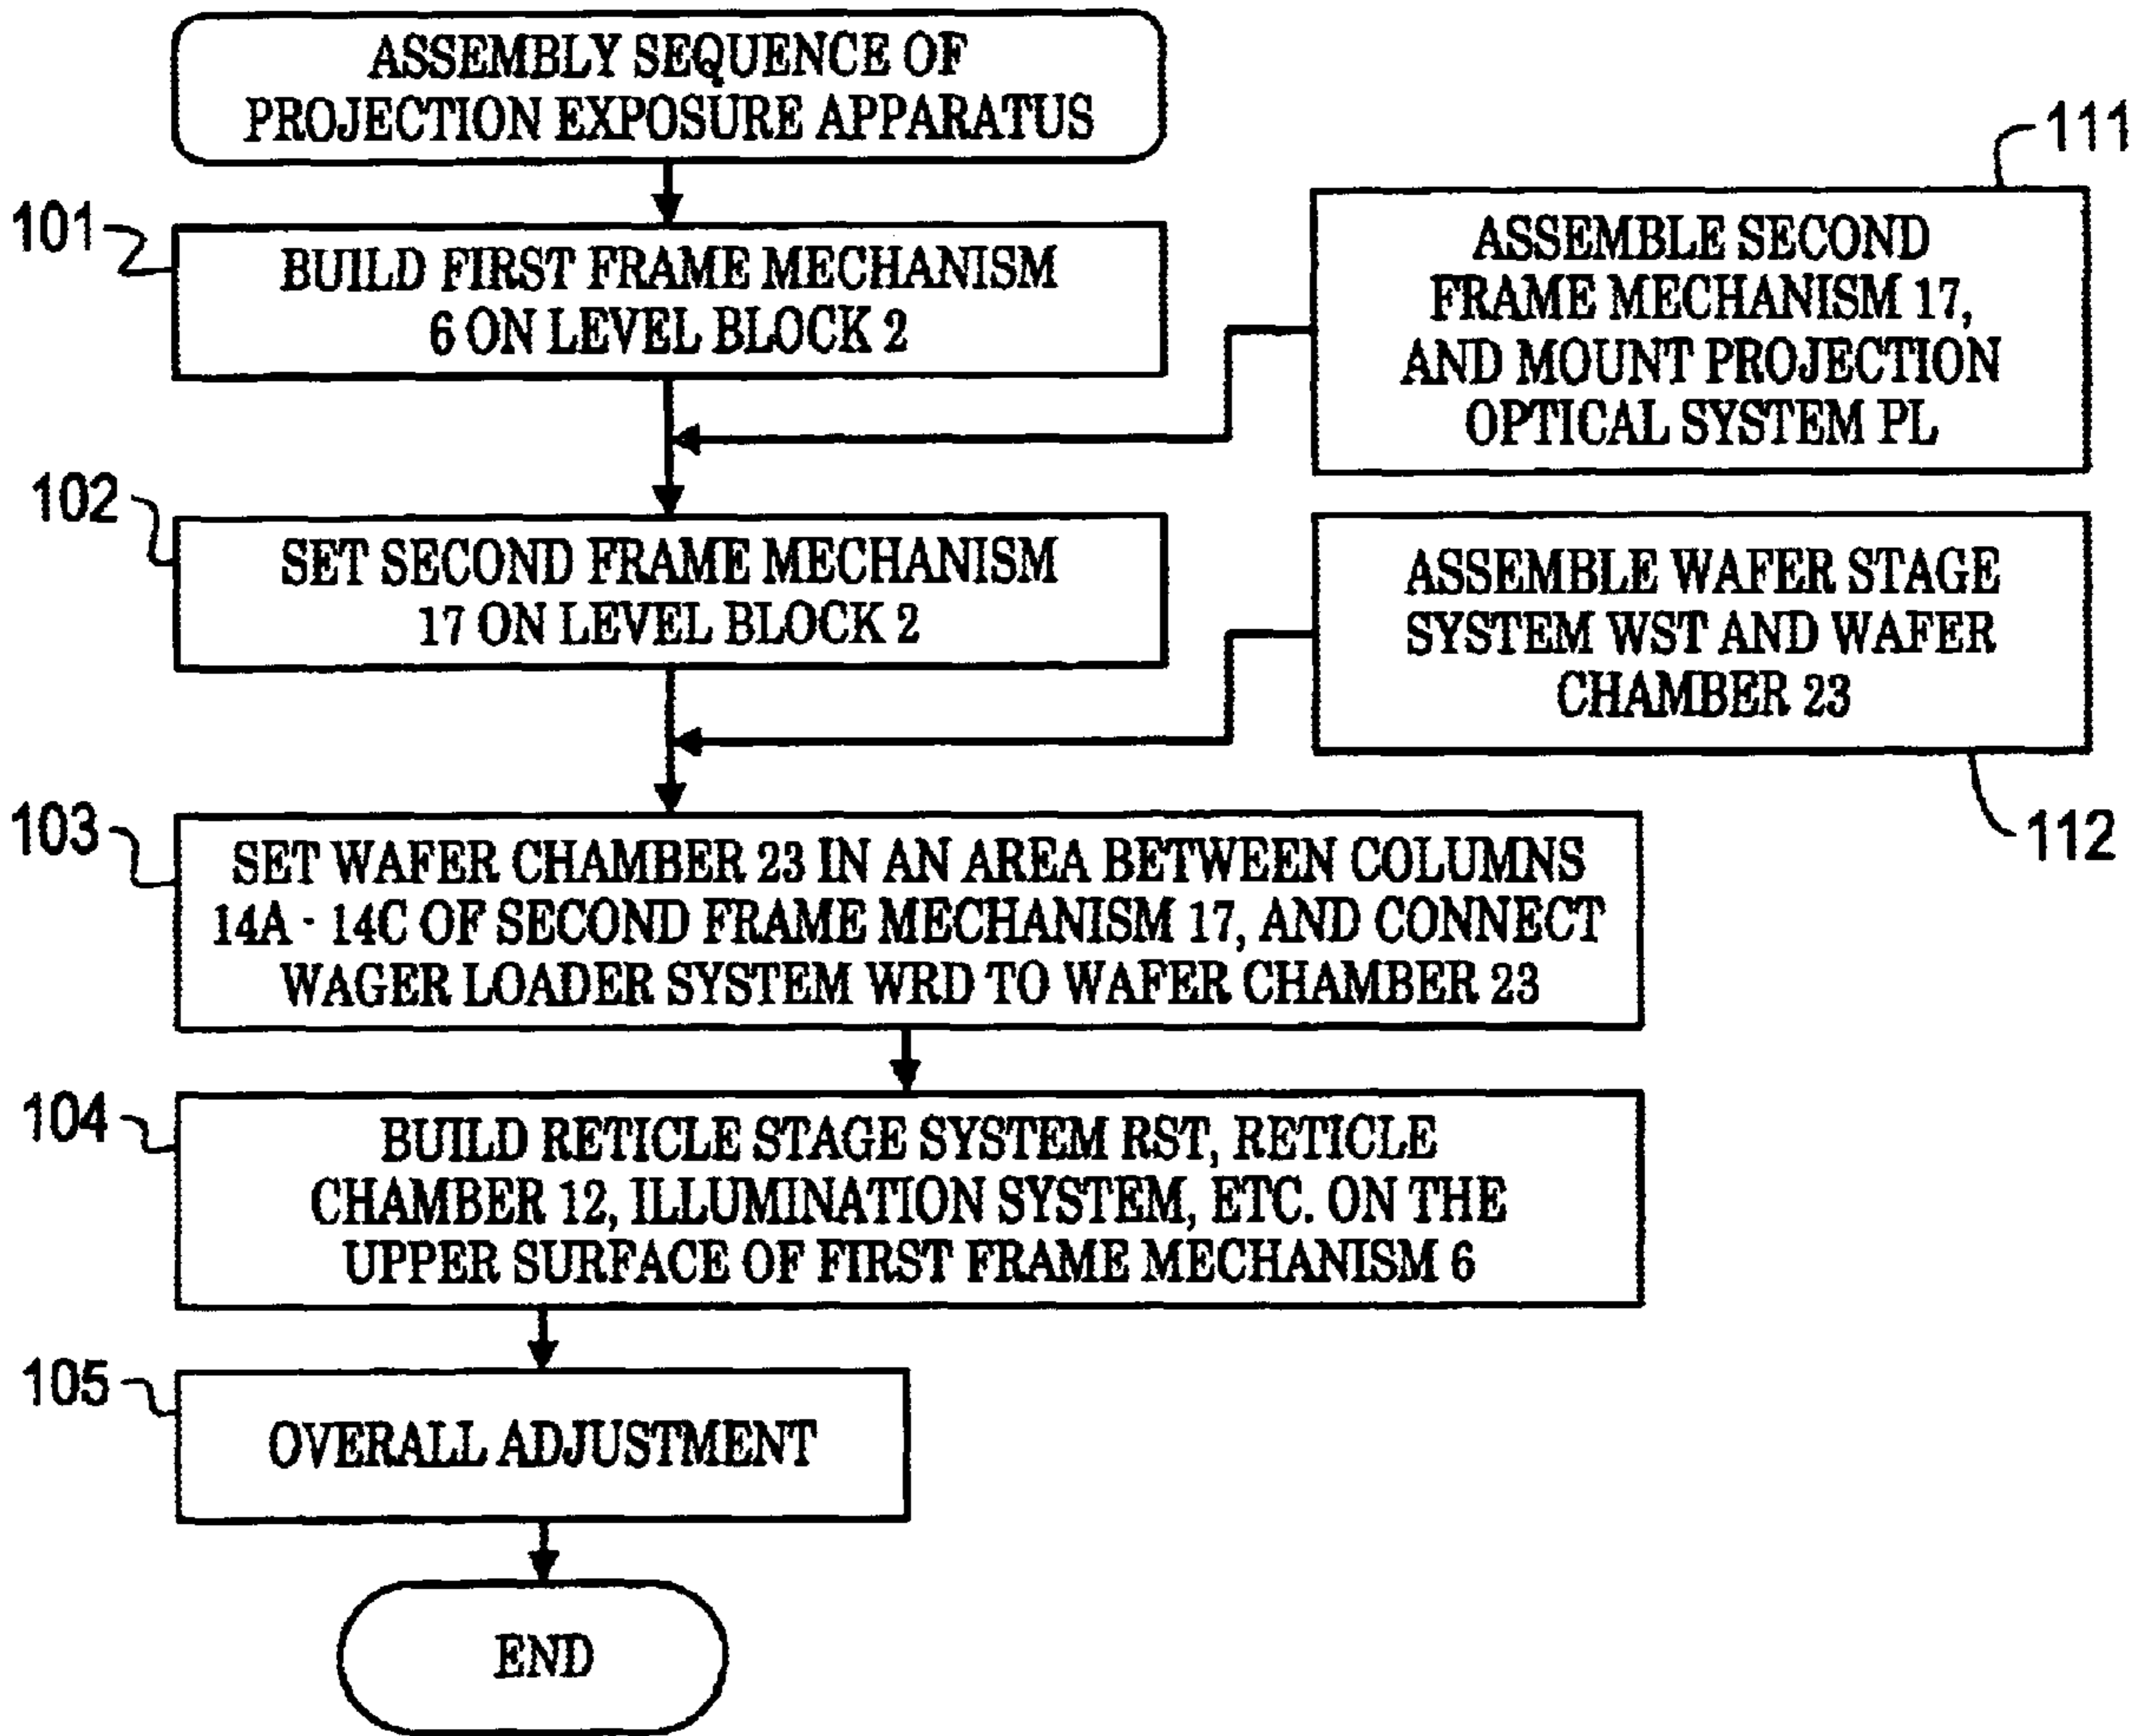 ASSEMBLY SEQUENCE OF
PROJECTION EXPOSURE APPARATUS
101
BUILD FIRST FRAME MECHANISM
6 ON LEVEL BLOCK 2
111
ASSEMBLE SECOND
FRAME MECHANISM 17,
AND MOUNT PROJECTION
OPTICAL SYSTEM PL
102
SET SECOND FRAME MECHANISM
17 ON LEVEL BLOCK 2
ASSEMBLE WAFER STAGE
SYSTEM WST AND WAFER
CHAMBER 23
112
103
SET WAFER CHAMBER 23 IN AN AREA BETWEEN COLUMNS
14A - 14C OF SECOND FRAME MECHANISM 17, AND CONNECT
WAGER LOADER SYSTEM WRD TO WAFER CHAMBER 23
104
BUILD RETICLE STAGE SYSTEM RST, RETICLE
CHAMBER 12, ILLUMINATION SYSTEM, ETC. ON THE
UPPER SURFACE OF FIRST FRAME MECHANISM 6
105
OVERALL ADJUSTMENT
END